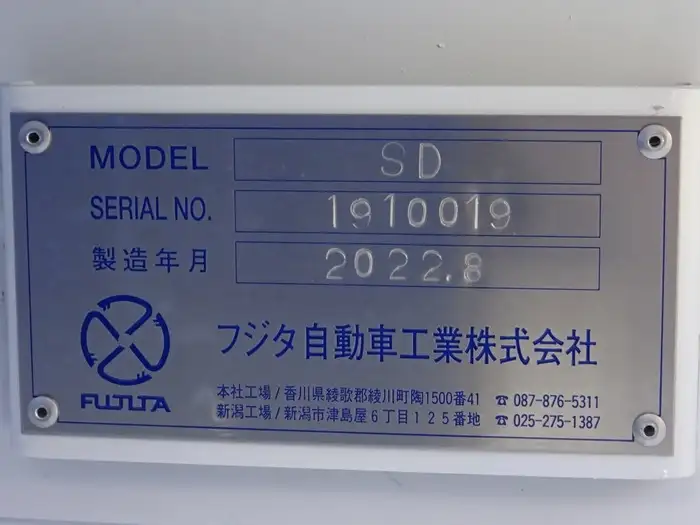 MODEL SD
SERIAL NO. 1910019
製造年月 2022.8
フジタ自動車工業株式会社
FUJITA
本社工場/香川県綾歌郡綾川町陶1500番41 ☎ 087-876-5311
新潟工場/新潟市津島屋6丁目125番地 ☎ 025-275-1387